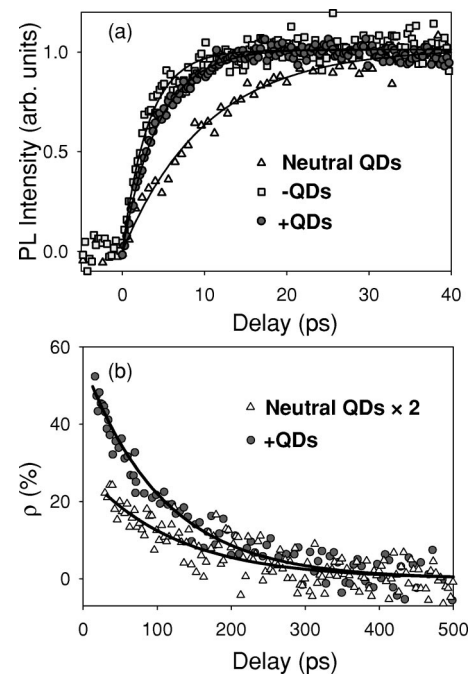 (a)
PL Intensity (arb. units)
1.0
0.5
0.0
Neutral QDs
-QDs
+QDs
0 10 20 30 40
Delay (ps)
(b)
ρ (%)
60
40
20
0
Neutral QDs × 2
+QDs
0 100 200 300 400 500
Delay (ps)